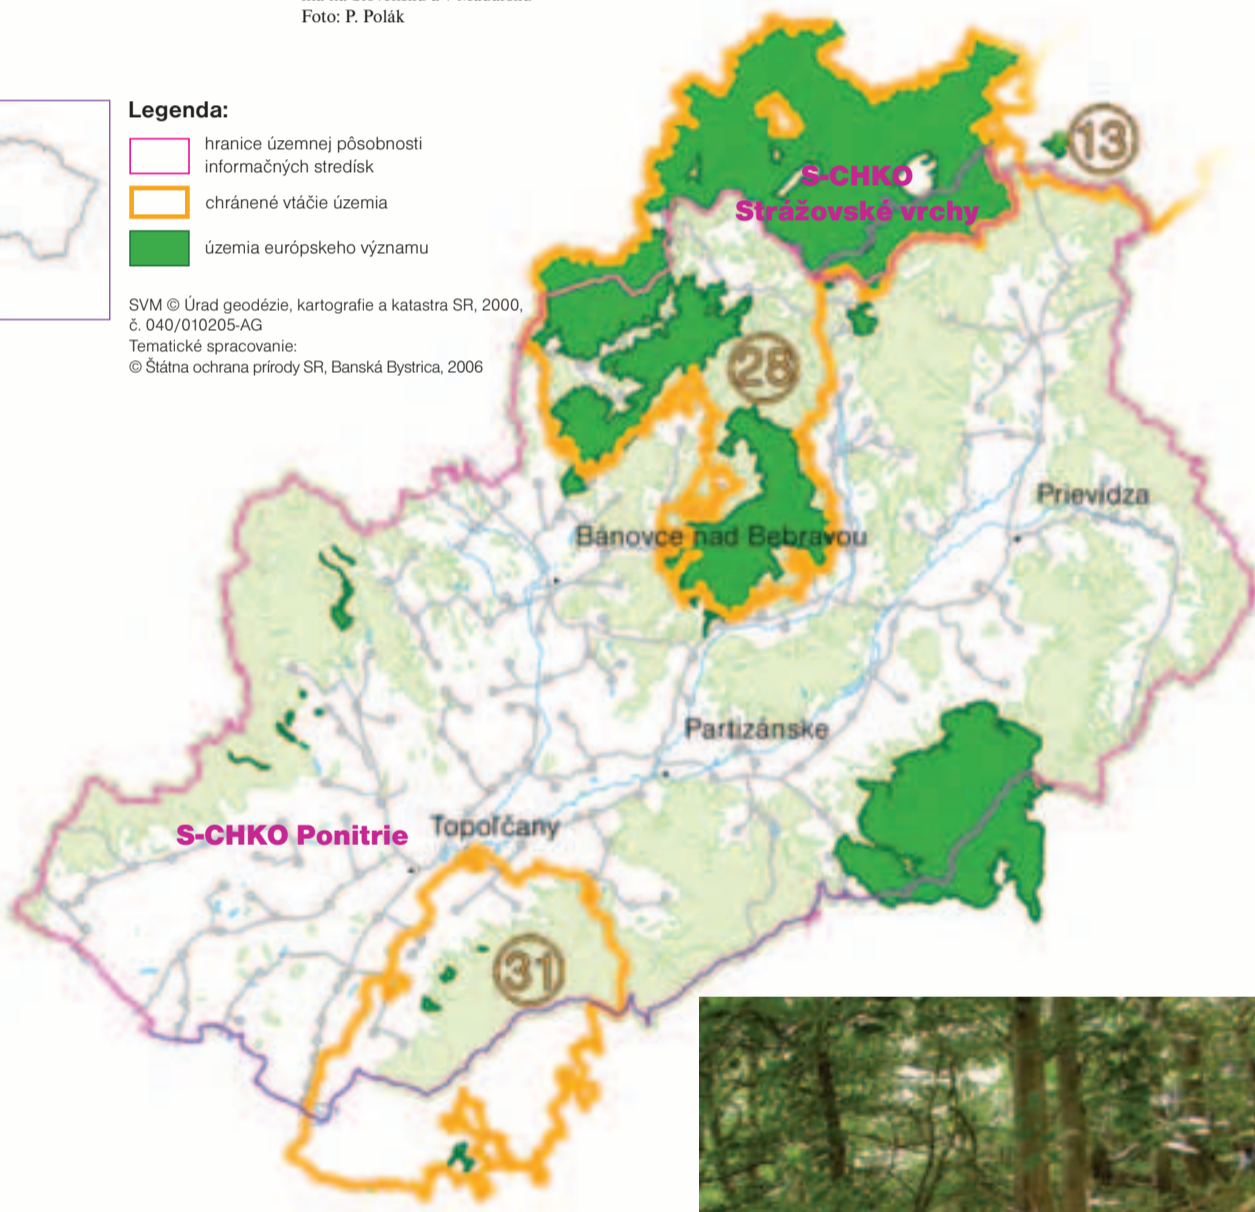 Foto: P. Polák
Legenda:
hranice územnej pôsobnosti
informačných stredísk
chránené vtáčie územia
územia európskeho významu
SVM © Úrad geodézie, kartografie a katastra SR, 2000,
č. 040/010205-AG
Tematické spracovanie:
© Štátna ochrana prírody SR, Banská Bystrica, 2006
13
S-CHKO
Strážovské vrchy
28
Prievidza
Bánovce nad Bebravou
Partizánske
S-CHKO Ponitrie
Topoľčany
31